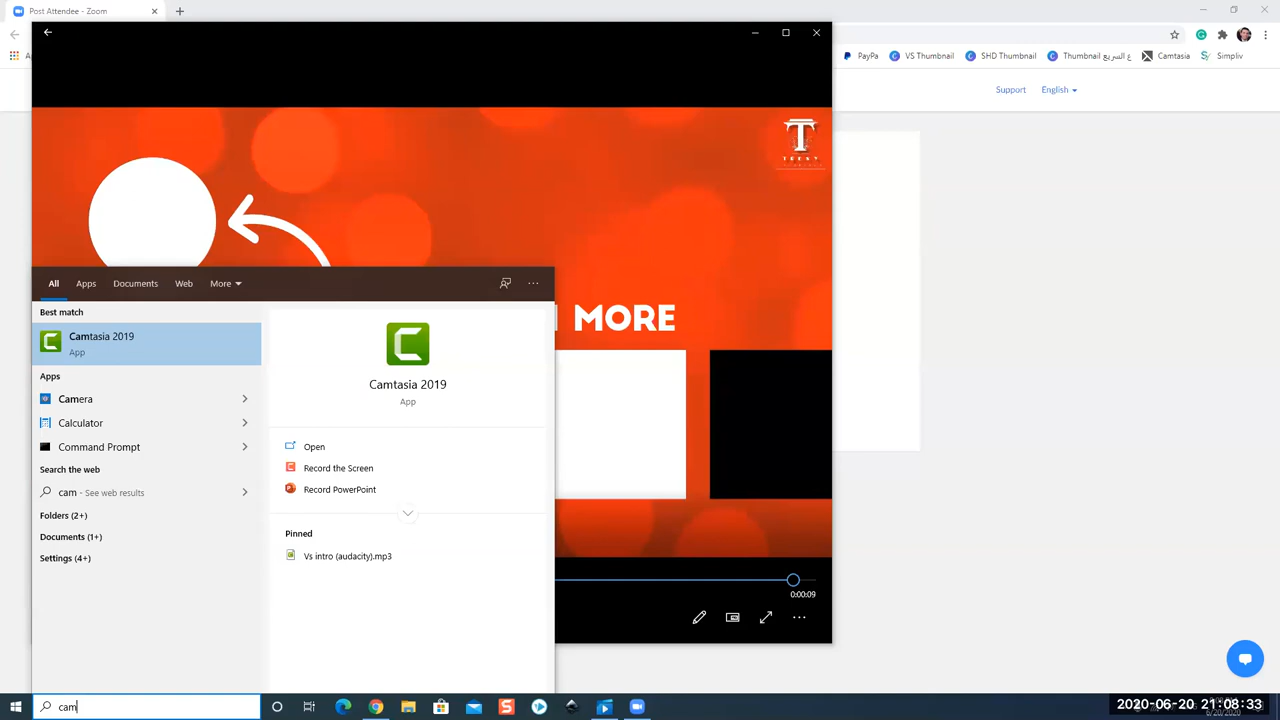 Post Attendee - Zoom
PayPa
VS Thumbnail
SHD Thumbnail
Thumbnail ع السريع
Camtasia
Simpliv
Support
English
T
MORE
All
Apps
Documents
Web
More
Best match
Camtasia 2019
App
Apps
Camera
Calculator
Command Prompt
Search the web
cam - See web results
Folders (2+)
Documents (1+)
Settings (4+)
Camtasia 2019
App
Open
Record the Screen
Record PowerPoint
Pinned
Vs intro (audacity).mp3
0:00:09
cam
2020-06-20 21:08:33